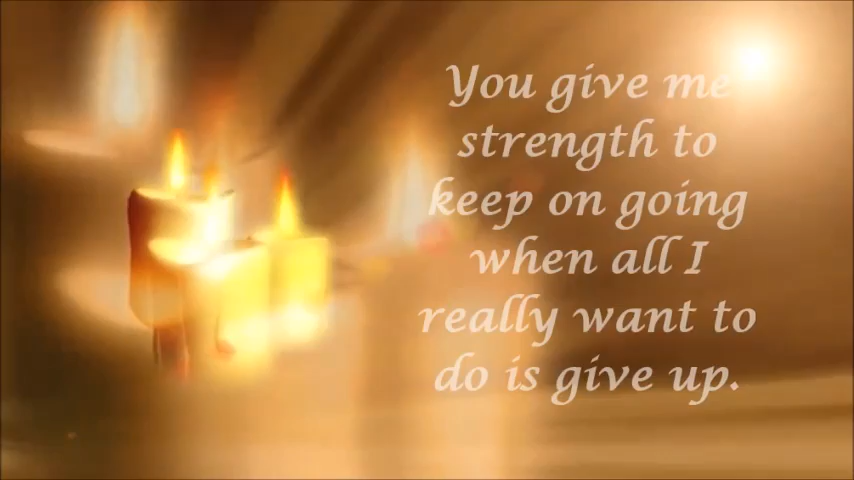 You give me
strength to
keep on going
when all I
really want to
do is give up.